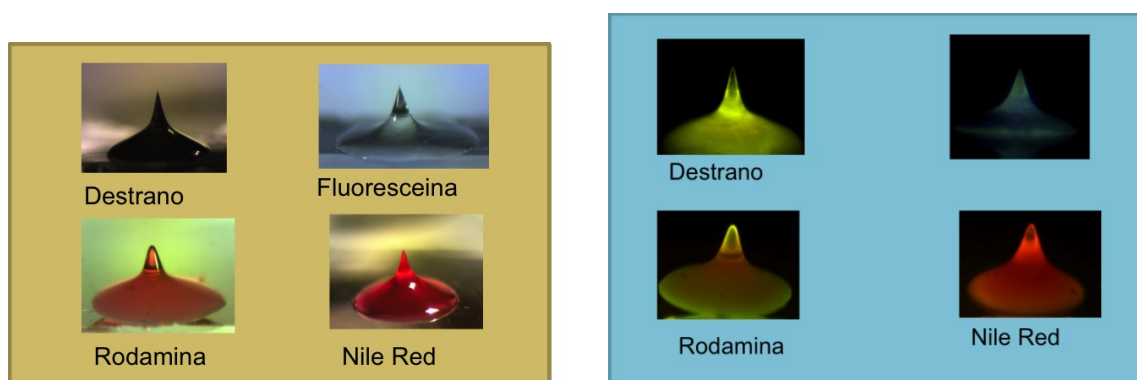 Destrano
Fluoresceina
Rodamina
Nile Red
Destrano
Rodamina
Nile Red